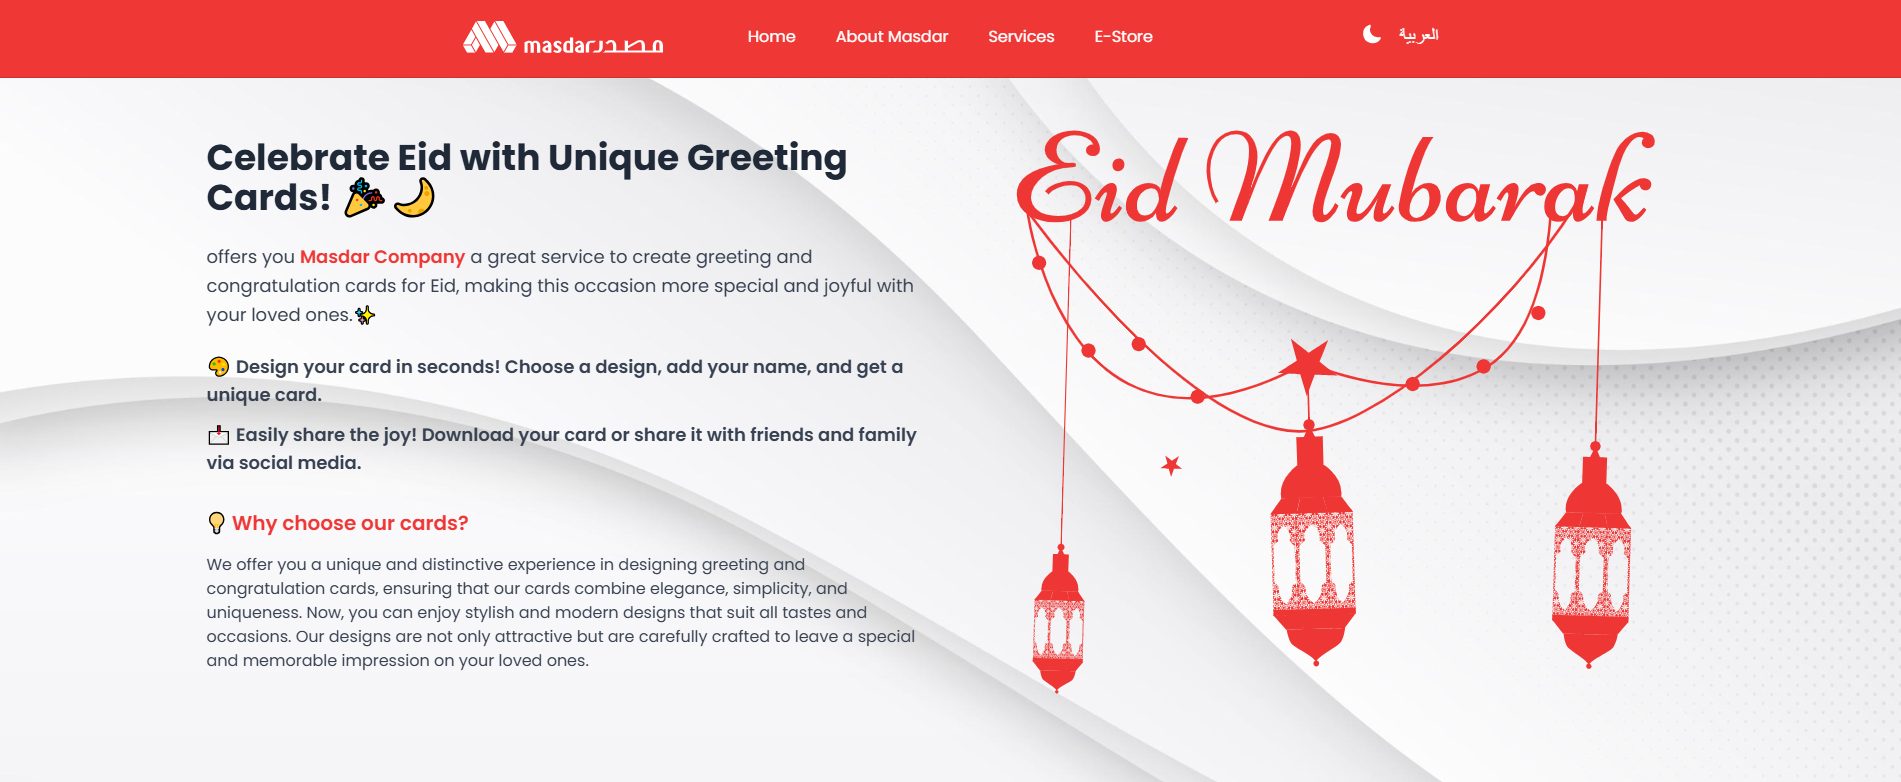 masdar مصدر
Home
About Masdar
Services
E-Store
العربية
Celebrate Eid with Unique Greeting
Cards! 🎉🌙
offers you Masdar Company a great service to create greeting and
congratulation cards for Eid, making this occasion more special and joyful with
your loved ones.✨
🎨 Design your card in seconds! Choose a design, add your name, and get a
unique card.
📩 Easily share the joy! Download your card or share it with friends and family
via social media.
💡 Why choose our cards?
We offer you a unique and distinctive experience in designing greeting and
congratulation cards, ensuring that our cards combine elegance, simplicity, and
uniqueness. Now, you can enjoy stylish and modern designs that suit all tastes and
occasions. Our designs are not only attractive but are carefully crafted to leave a special
and memorable impression on your loved ones.
Eid Mubarak